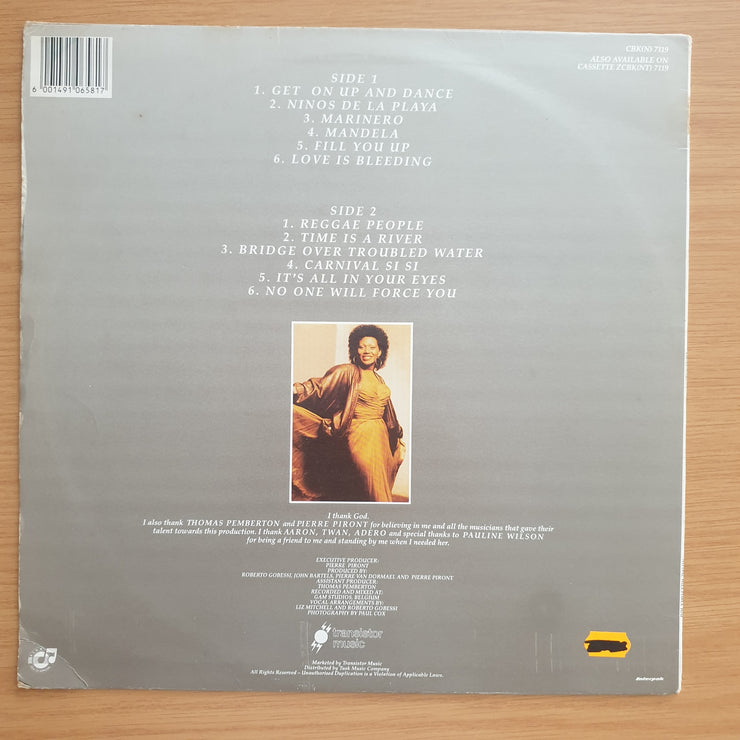 6 001491 065817
CBK(N) 7119
ALSO AVAILABLE ON
CASSETTE ZCBK(NT) 7119
SIDE 1
1. GET ON UP AND DANCE
2. NINOS DE LA PLAYA
3. MARINERO
4. MANDELA
5. FILL YOU UP
6. LOVE IS BLEEDING
SIDE 2
1. REGGAE PEOPLE
2. TIME IS A RIVER
3. BRIDGE OVER TROUBLED WATER
4. CARNIVAL SI SI
5. IT'S ALL IN YOUR EYES
6. NO ONE WILL FORCE YOU
I thank God.
I also thank THOMAS PEMBERTON and PIERRE PIRONT for believing in me and all the musicians that gave their
talent towards this production. I thank AARON, TWAN, ADERO and special thanks to PAULINE WILSON
for being a friend to me and standing by me when I needed her.
EXECUTIVE PRODUCER:
PIERRE PIRONT
PRODUCED BY:
ROBERTO GOBESSI, JOHN BARTELS, PIERRE VAN DORMAEL AND PIERRE PIRONT
ASSISTANT PRODUCER:
THOMAS PEMBERTON
RECORDED AND MIXED AT:
GAM STUDIOS, BELGIUM
VOCAL ARRANGEMENTS BY:
LIZ MITCHELL AND ROBERTO GOBESSI
PHOTOGRAPHY BY PAUL COX
transistor
music
Marketed by Transistor Music
Distributed by Tusk Music Company
All Rights Reserved – Unauthorised Duplication is a Violation of Applicable Laws.
Interpak